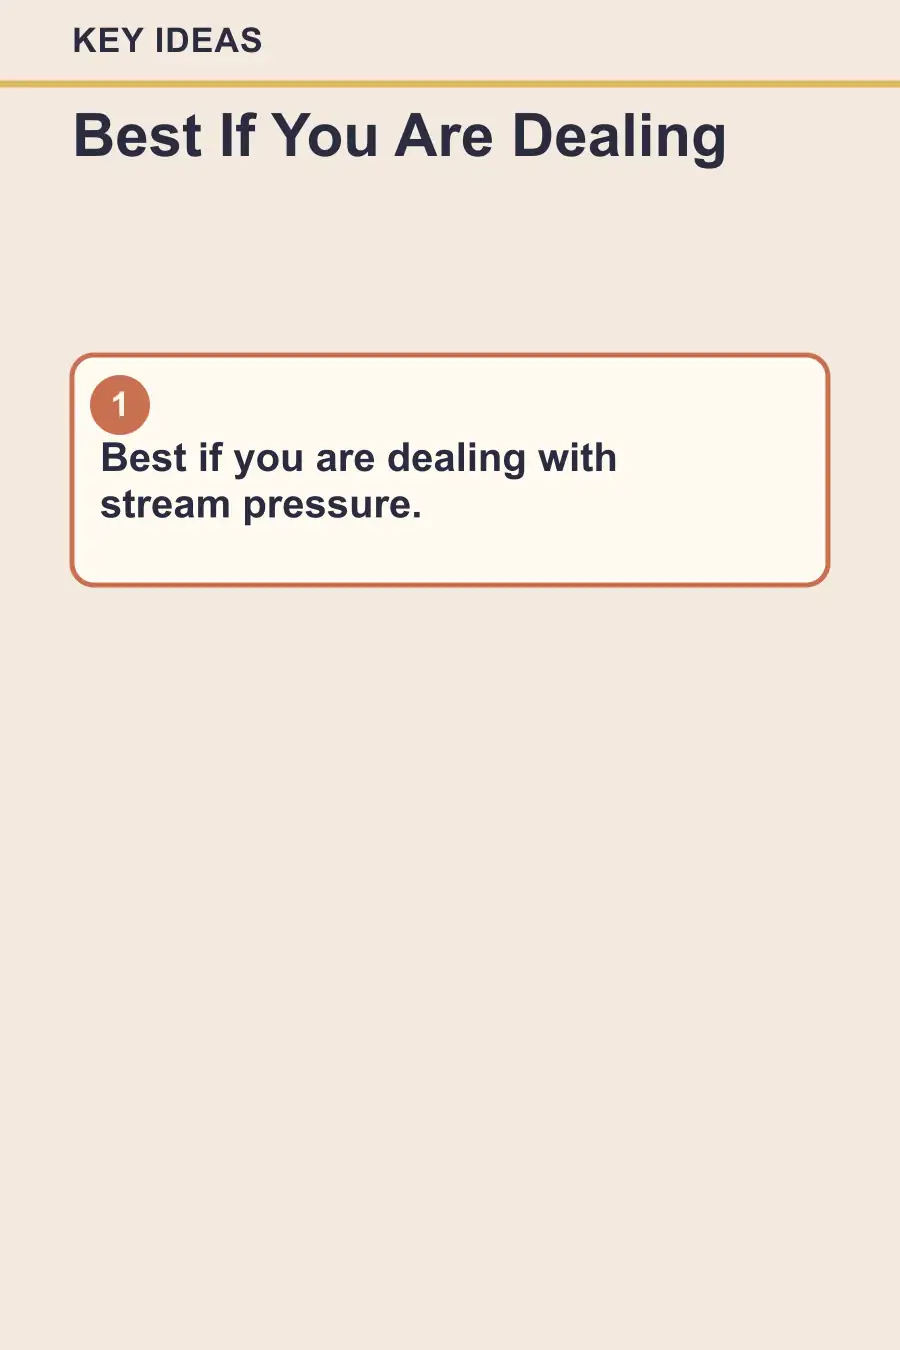 KEY IDEAS
Best If You Are Dealing
1
Best if you are dealing with
stream pressure.